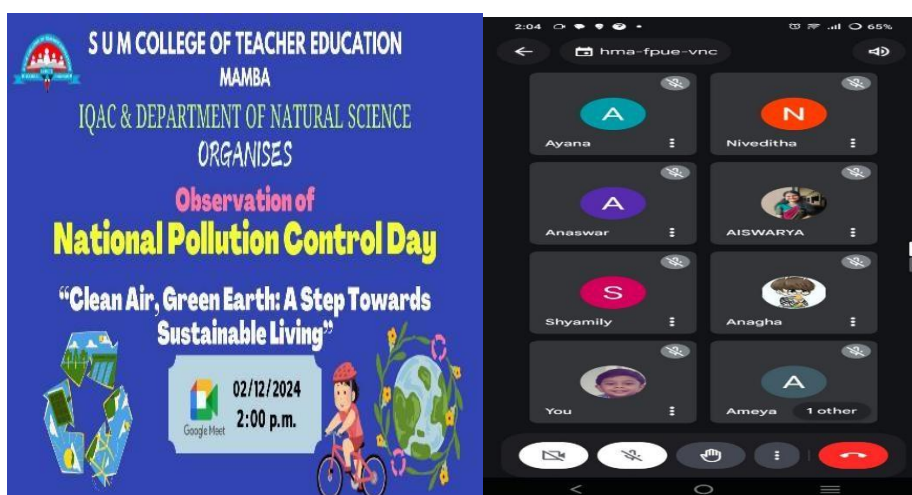 S U M COLLEGE OF TEACHER EDUCATION
MAMBA
IQAC & DEPARTMENT OF NATURAL SCIENCE
ORGANISES
Observation of
National Pollution Control Day
“Clean Air, Green Earth: A Step Towards
Sustainable Living”
02/12/2024
Google Meet
2:00 p.m.
2:04
65%
hma-fpue-vnc
A
N
Ayana
Niveditha
A
Anaswar
AISWARYA
S
Shyamily
Anagha
A
You
Ameya
1 other